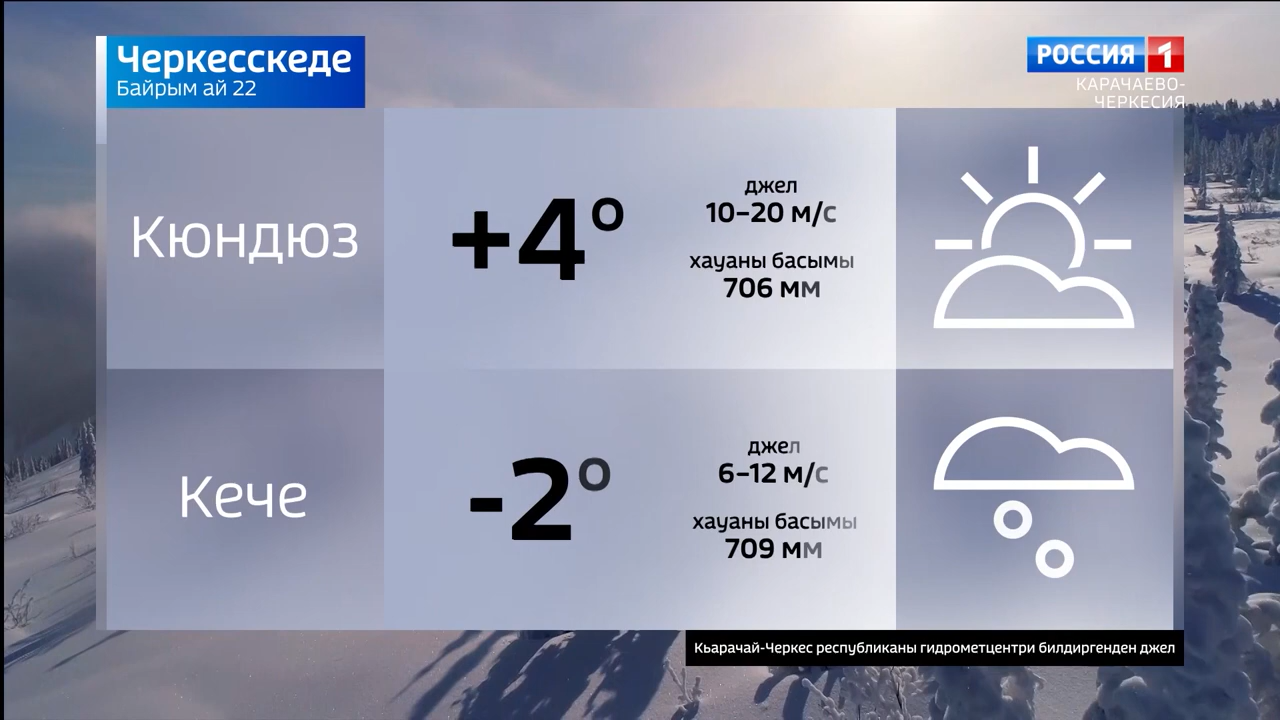 Черкесскеде
Байрым ай 22
РОССИЯ 1
КАРАЧАЕВО-
ЧЕРКЕСИЯ
Кюндюз
+4°
джел
10–20 м/с
хауаны басымы
706 мм
Кече
-2°
джел
6–12 м/с
хауаны басымы
709 мм
Кьарачай-Черкес республиканы гидрометцентри билдиргенден джел